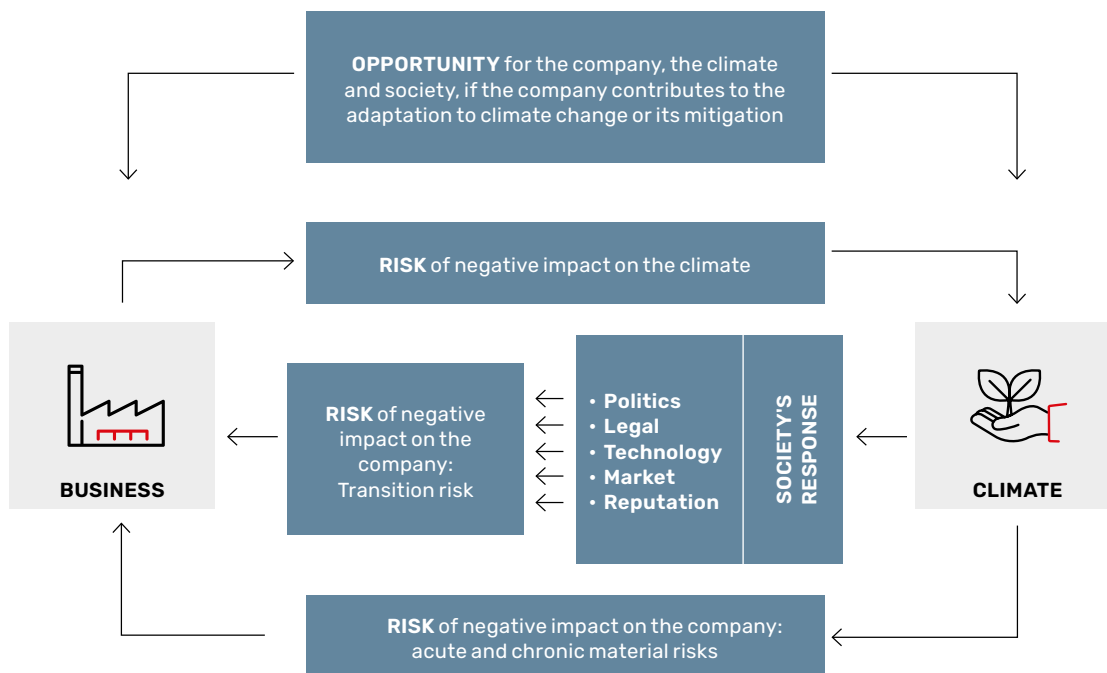 OPPORTUNITY for the company, the climate
and society, if the company contributes to the
adaptation to climate change or its mitigation
RISK of negative impact on the climate
BUSINESS
RISK of negative
impact on the
company:
Transition risk
• Politics
• Legal
• Technology
• Market
• Reputation
SOCIETY'S
RESPONSE
CLIMATE
RISK of negative impact on the company:
acute and chronic material risks